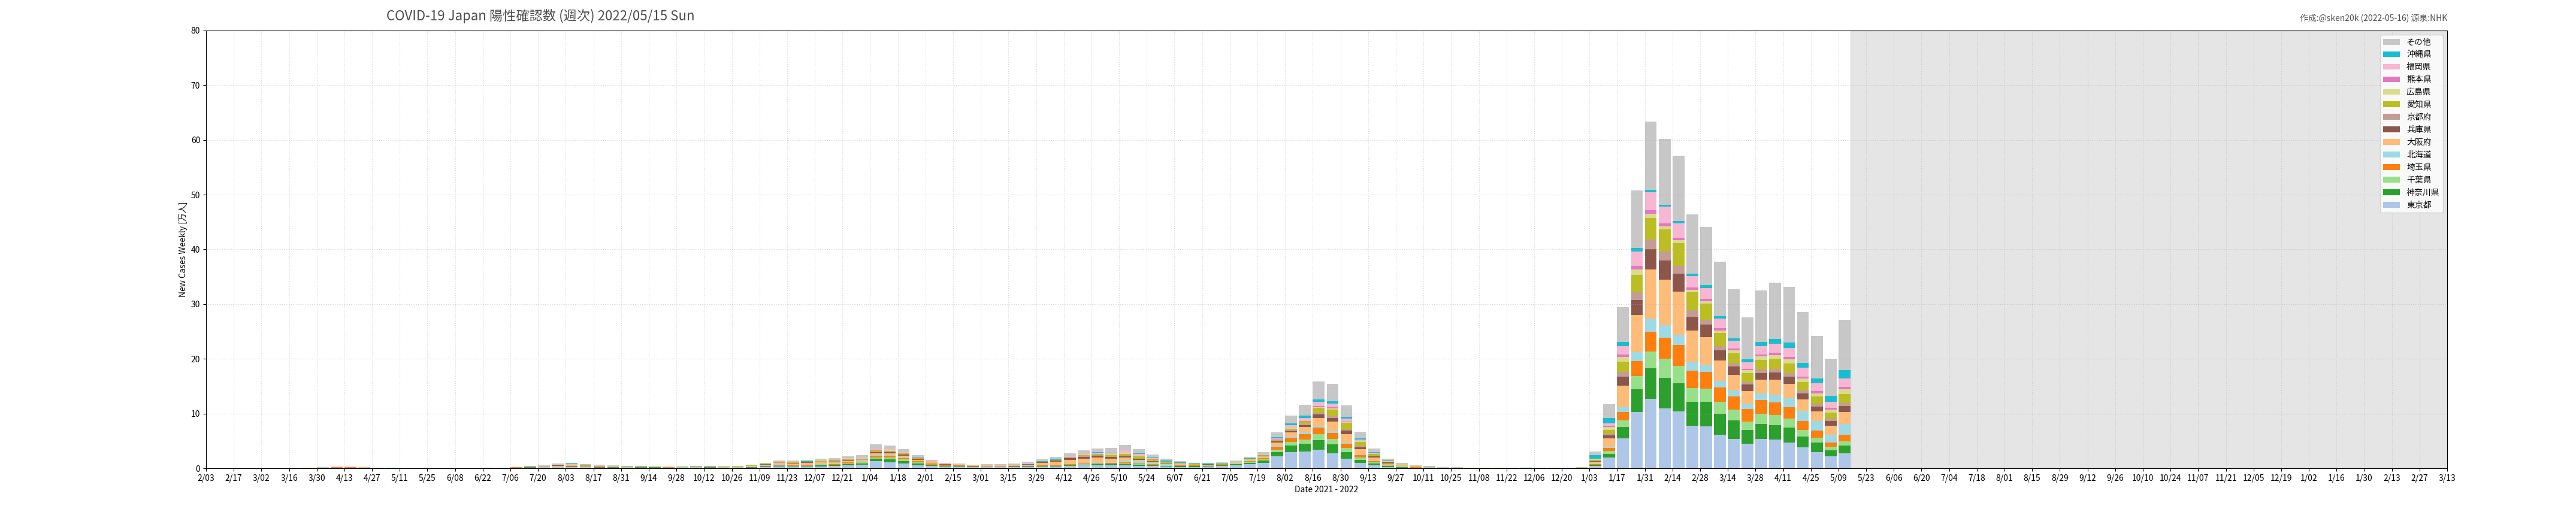 COVID-19 Japan 陽性確認数 (週次) 2022/05/15 Sun
作成:@sken20k (2022-05-16) 源泉:NHK
80
70
60
50
40
30
20
10
0
New Cases Weekly [万人]
その他
沖縄県
福岡県
熊本県
広島県
愛知県
京都府
兵庫県
大阪府
北海道
埼玉県
千葉県
神奈川県
東京都
2/03 2/17 3/02 3/16 3/30 4/13 4/27 5/11 5/25 6/08 6/22 7/06 7/20 8/03 8/17 8/31 9/14 9/28 10/12 10/26 11/09 11/23 12/07 12/21 1/04 1/18 2/01 2/15 3/01 3/15 3/29 4/12 4/26 5/10 5/24 6/07 6/21 7/05 7/19 8/02 8/16 8/30 9/13 9/27 10/11 10/25 11/08 11/22 12/06 12/20 1/03 1/17 1/31 2/14 2/28 3/14 3/28 4/11 4/25 5/09 5/23 6/06 6/20 7/04 7/18 8/01 8/15 8/29 9/12 9/26 10/10 10/24 11/07 11/21 12/05 12/19 1/02 1/16 1/30 2/13 2/27 3/13
Date 2021 - 2022